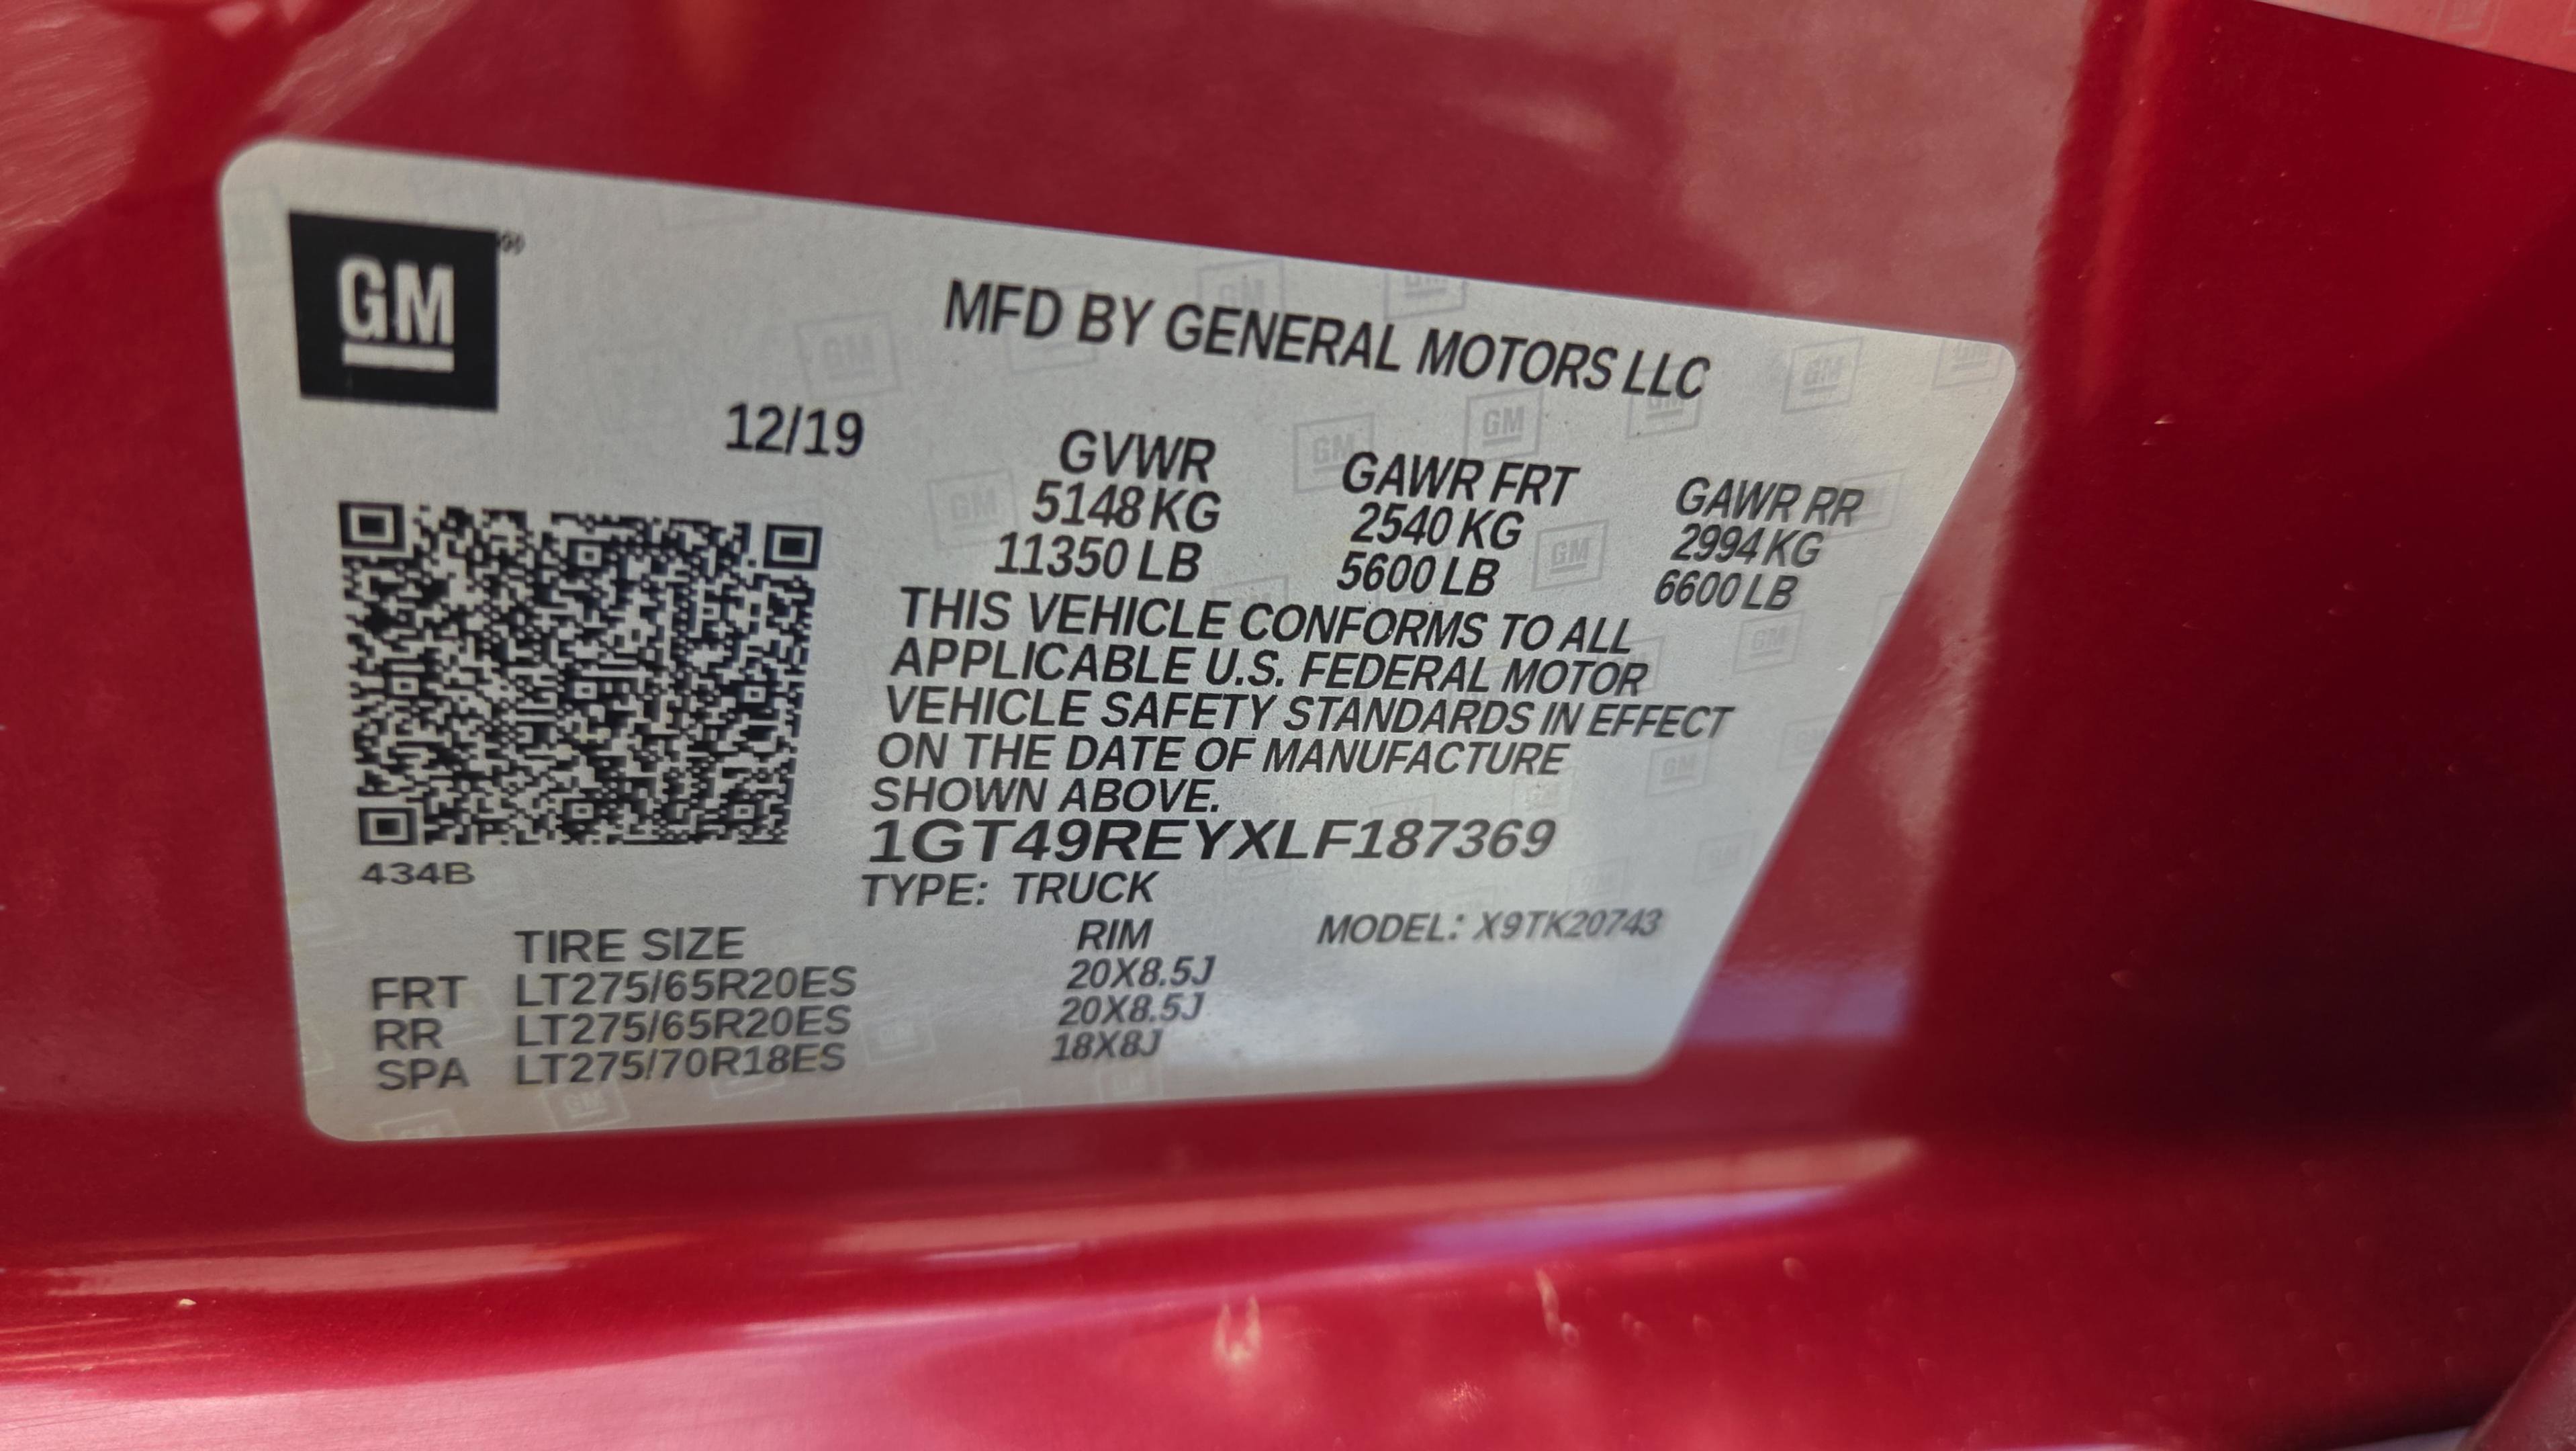 GM
MFD BY GENERAL MOTORS LLC
12/19
GVWR GAWR FRT GAWR RR
5148 KG 2540 KG 2994 KG
11350 LB 5600 LB 6600 LB
THIS VEHICLE CONFORMS TO ALL
APPLICABLE U.S. FEDERAL MOTOR
VEHICLE SAFETY STANDARDS IN EFFECT
ON THE DATE OF MANUFACTURE
SHOWN ABOVE.
1GT49REYXLF187369
434B
TYPE: TRUCK
TIRE SIZE RIM MODEL: X9TK20743
FRT LT275/65R20ES 20X8.5J
RR LT275/65R20ES 20X8.5J
SPA LT275/70R18ES 18X8J